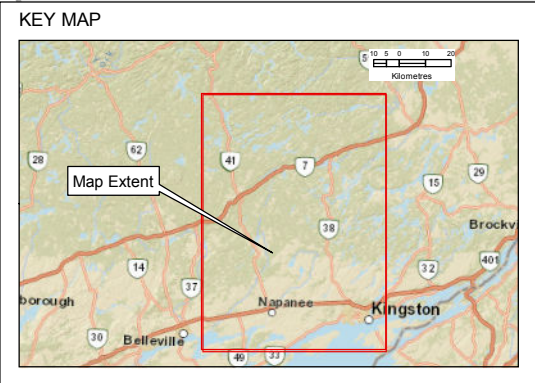 KEY MAP
10 5 0 10 20
Kilometres
5
62
28
41
7
Map Extent
15
29
38
Brockv
14
32
401
37
borough
Napanee
Kingston
30
Belleville
49
33